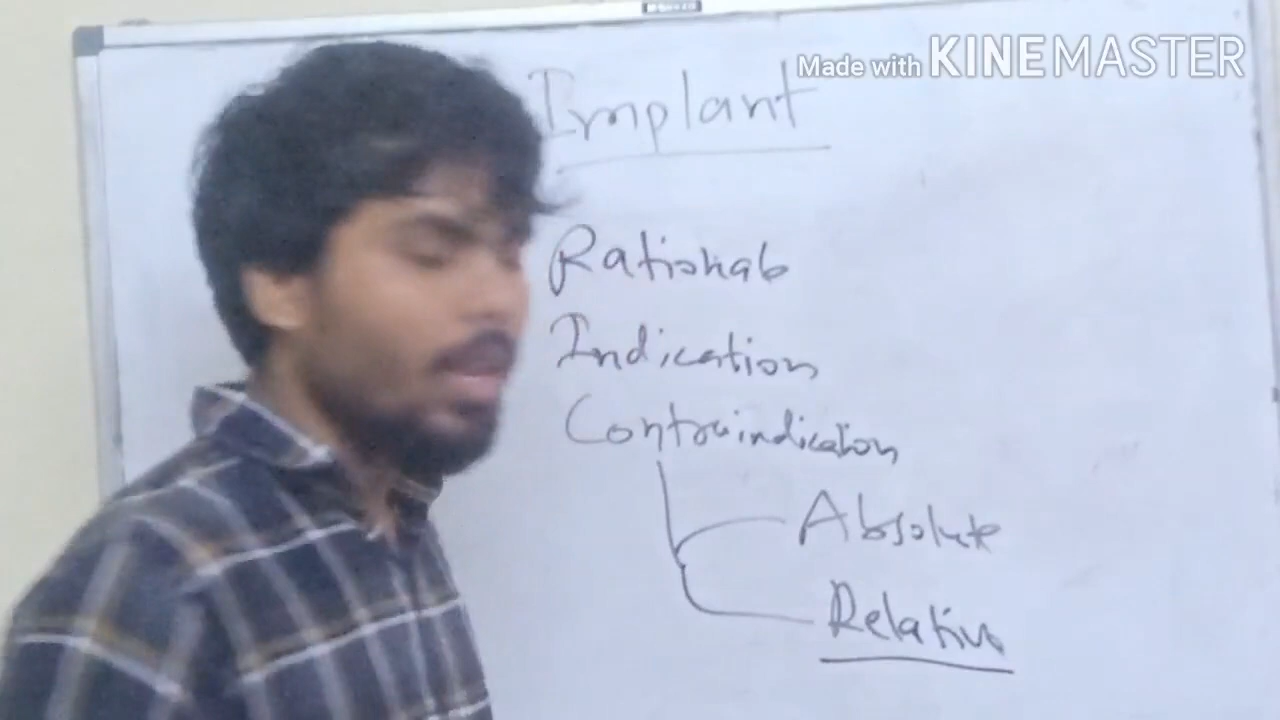 Made with KINEMASTER
Implant
Rationale
Indication
Contraindication
Absolute
Relative